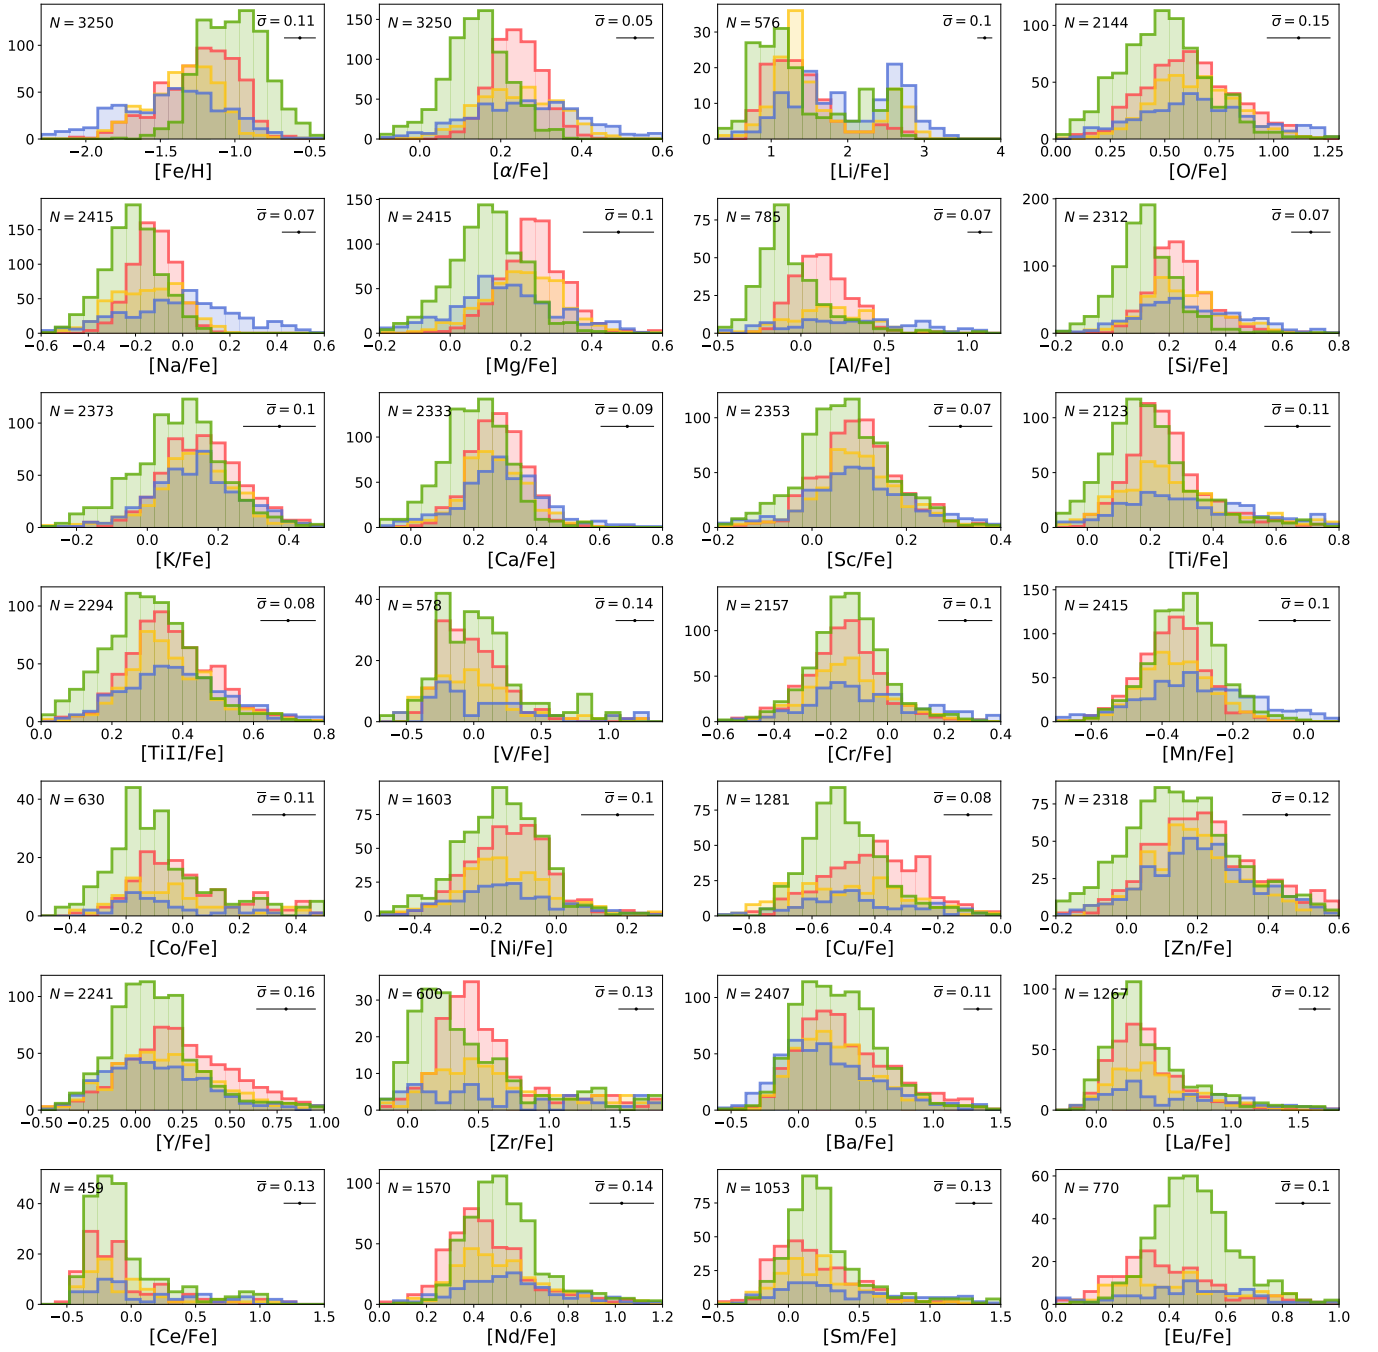 N = 3250
σ̅ = 0.11
0
50
100
−2.0
−1.5
−1.0
−0.5
[Fe/H]
N = 3250
σ̅ = 0.05
0
50
100
150
0.0
0.2
0.4
0.6
[α/Fe]
N = 576
σ̅ = 0.1
0
10
20
30
1
2
3
4
[Li/Fe]
N = 2144
σ̅ = 0.15
0
50
100
0.00
0.25
0.50
0.75
1.00
1.25
[O/Fe]
N = 2415
σ̅ = 0.07
0
50
100
150
−0.6
−0.4
−0.2
0.0
0.2
0.4
0.6
[Na/Fe]
N = 2415
σ̅ = 0.1
0
50
100
150
−0.2
0.0
0.2
0.4
0.6
[Mg/Fe]
N = 785
σ̅ = 0.07
0
25
50
75
−0.5
0.0
0.5
1.0
[Al/Fe]
N = 2312
σ̅ = 0.07
0
100
200
−0.2
0.0
0.2
0.4
0.6
0.8
[Si/Fe]
N = 2373
σ̅ = 0.1
0
50
100
−0.2
0.0
0.2
0.4
[K/Fe]
N = 2333
σ̅ = 0.09
0
50
100
0.0
0.2
0.4
0.6
0.8
[Ca/Fe]
N = 2353
σ̅ = 0.07
0
25
50
75
100
−0.2
0.0
0.2
0.4
[Sc/Fe]
N = 2123
σ̅ = 0.11
0
50
100
0.0
0.2
0.4
0.6
0.8
[Ti/Fe]
N = 2294
σ̅ = 0.08
0
50
100
0.0
0.2
0.4
0.6
0.8
[TiII/Fe]
N = 578
σ̅ = 0.14
0
20
40
−0.5
0.0
0.5
1.0
[V/Fe]
N = 2157
σ̅ = 0.1
0
50
100
−0.6
−0.4
−0.2
0.0
0.2
0.4
[Cr/Fe]
N = 2415
σ̅ = 0.1
0
50
100
150
−0.6
−0.4
−0.2
0.0
[Mn/Fe]
N = 630
σ̅ = 0.11
0
20
40
−0.4
−0.2
0.0
0.2
0.4
[Co/Fe]
N = 1603
σ̅ = 0.1
0
25
50
75
−0.4
−0.2
0.0
0.2
[Ni/Fe]
N = 1281
σ̅ = 0.08
0
25
50
75
−0.8
−0.6
−0.4
−0.2
0.0
[Cu/Fe]
N = 2318
σ̅ = 0.12
0
25
50
75
−0.2
0.0
0.2
0.4
0.6
[Zn/Fe]
N = 2241
σ̅ = 0.16
0
50
100
−0.50
−0.25
0.00
0.25
0.50
0.75
1.00
[Y/Fe]
N = 600
σ̅ = 0.13
0
10
20
30
0.0
0.5
1.0
1.5
[Zr/Fe]
N = 2407
σ̅ = 0.11
0
50
100
−0.5
0.0
0.5
1.0
1.5
[Ba/Fe]
N = 1267
σ̅ = 0.12
0
50
100
0.0
0.5
1.0
1.5
[La/Fe]
N = 459
σ̅ = 0.13
0
20
40
−0.5
0.0
0.5
1.0
1.5
[Ce/Fe]
N = 1570
σ̅ = 0.14
0
50
100
0.0
0.2
0.4
0.6
0.8
1.0
1.2
[Nd/Fe]
N = 1053
σ̅ = 0.13
0
25
50
75
−0.5
0.0
0.5
1.0
1.5
[Sm/Fe]
N = 770
σ̅ = 0.1
0
20
40
60
0.0
0.2
0.4
0.6
0.8
1.0
[Eu/Fe]